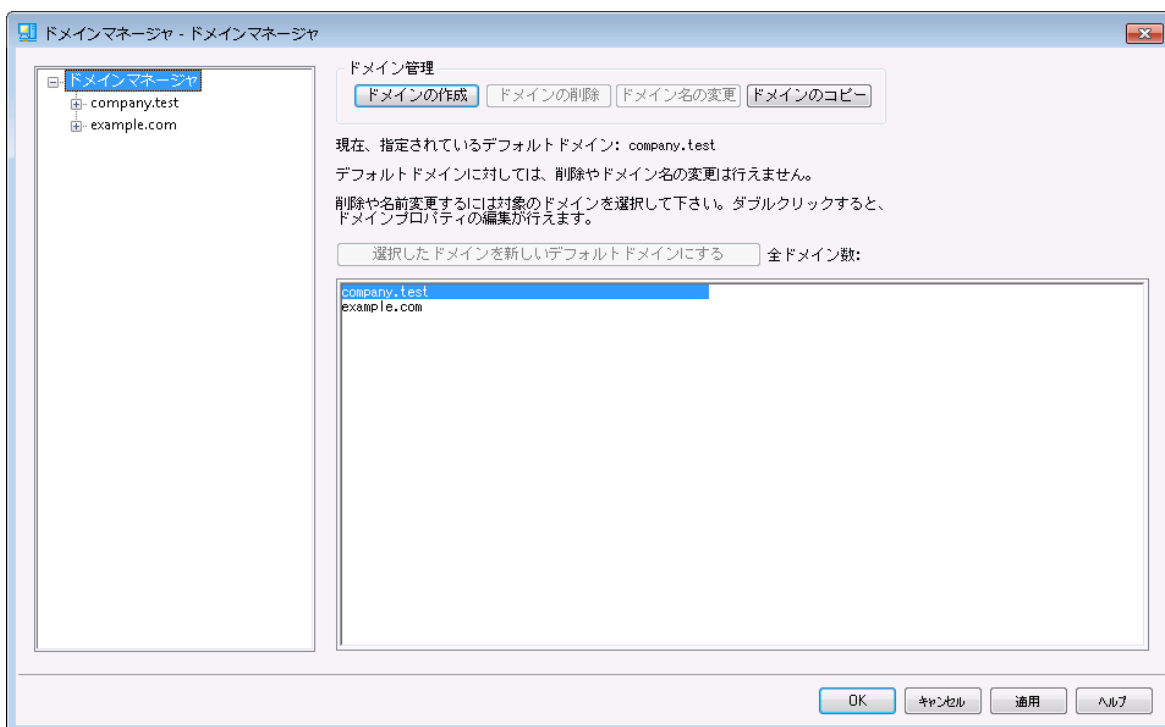 ドメインマネージャ - ドメインマネージャ
ドメインマネージャ
company.test
example.com
ドメイン管理
ドメインの作成 ドメインの削除 ドメイン名の変更 ドメインのコピー
現在、指定されているデフォルトドメイン: company.test
デフォルトドメインに対しては、削除やドメイン名の変更は行えません。
削除や名前変更するには対象のドメインを選択して下さい。ダブルクリックすると、
ドメインプロパティの編集が行えます。
選択したドメインを新しいデフォルトドメインにする 全ドメイン数:
company.test
example.com
OK キャンセル 適用 ヘルプ